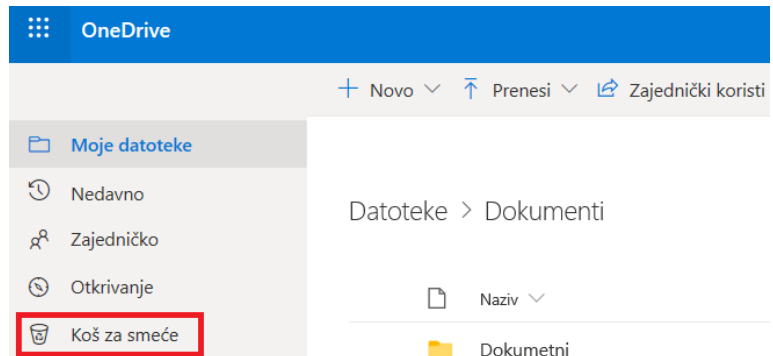 OneDrive
Novo Prenesi Zajednički koristi
Moje datoteke
Nedavno
Zajedničko
Otkrivanje
Koš za smeće
Datoteke > Dokumenti
Naziv
Dokumetni